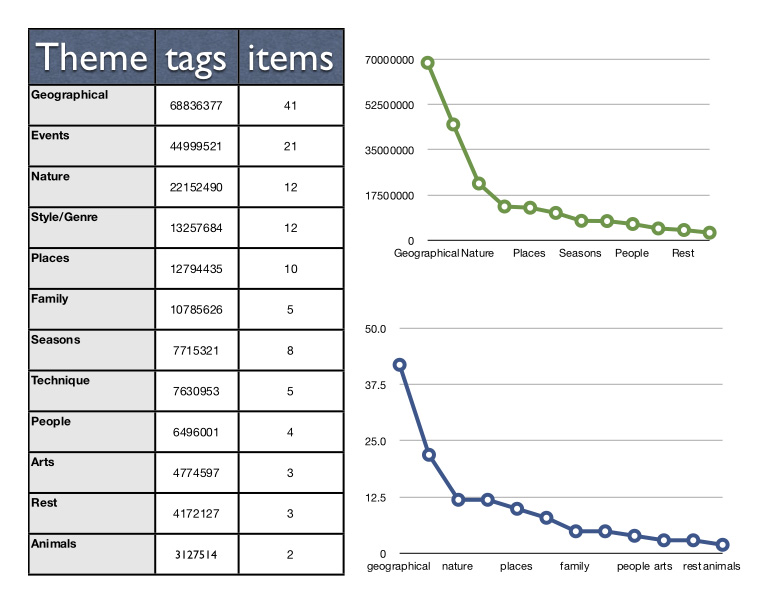 Theme tags items
Geographical 68836377 41
Events 44999521 21
Nature 22152490 12
Style/Genre 13257684 12
Places 12794435 10
Family 10785626 5
Seasons 7715321 8
Technique 7630953 5
People 6496001 4
Arts 4774597 3
Rest 4172127 3
Animals 3127514 2
70000000
52500000
35000000
17500000
0
Geographical Nature Places Seasons People Rest
50.0
37.5
25.0
12.5
0
geographical nature places family people arts rest animals